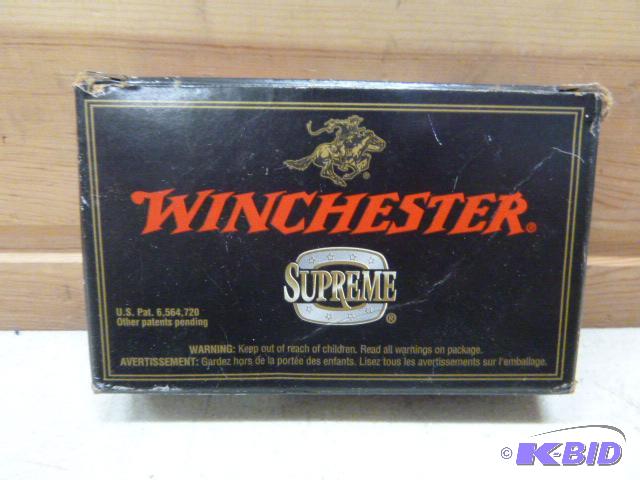 WINCHESTER®
SUPREME®
U.S. Pat. 6,564,720
Other patents pending
WARNING: Keep out of reach of children. Read all warnings on package.
AVERTISSEMENT: Gardez hors de la portée des enfants. Lisez tous les avertissements sur l'emballage.
© K-BID